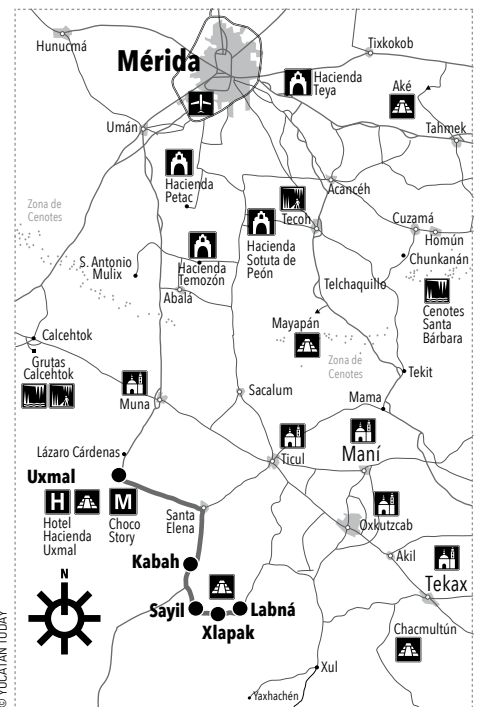 Hunucmá
Mérida
Tixkokob
Hacienda
Teya
Aké
Umán
Tahmek
Hacienda
Petac
Acancéh
Zona de
Cenotes
Tecoh
Cuzamá
Homún
Hacienda
Sotuta de
Peón
S. Antonio
Mulix
Hacienda
Temozón
Chunkanán
Abalá
Telchaquillo
Cenotes
Santa
Bárbara
Mayapán
Calcehtok
Grutas
Calcehtok
Zona de
Cenotes
Tekit
Muna
Sacalum
Mama
Lázaro Cárdenas
Ticul
Maní
Uxmal
H
M
Hotel
Hacienda
Uxmal
Choco
Story
Santa
Elena
Oxkutzcab
Kabah
Akil
Tekax
N
Sayil
Labná
Xlapak
Chacmultún
Xul
Yaxhachén
© YUCATÁN TODAY